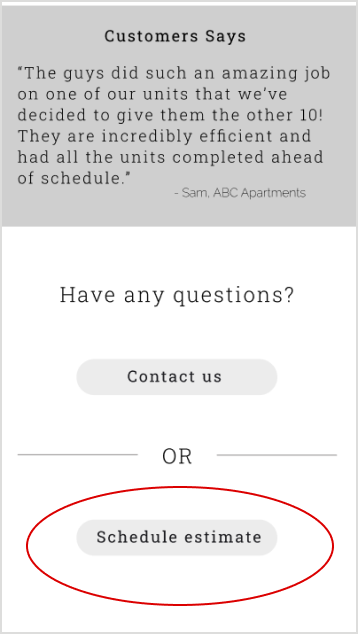 Customers Says
“The guys did such an amazing job
on one of our units that we’ve
decided to give them the other 10!
They are incredibly efficient and
had all the units completed ahead
of schedule.”
- Sam, ABC Apartments
Have any questions?
Contact us
OR
Schedule estimate